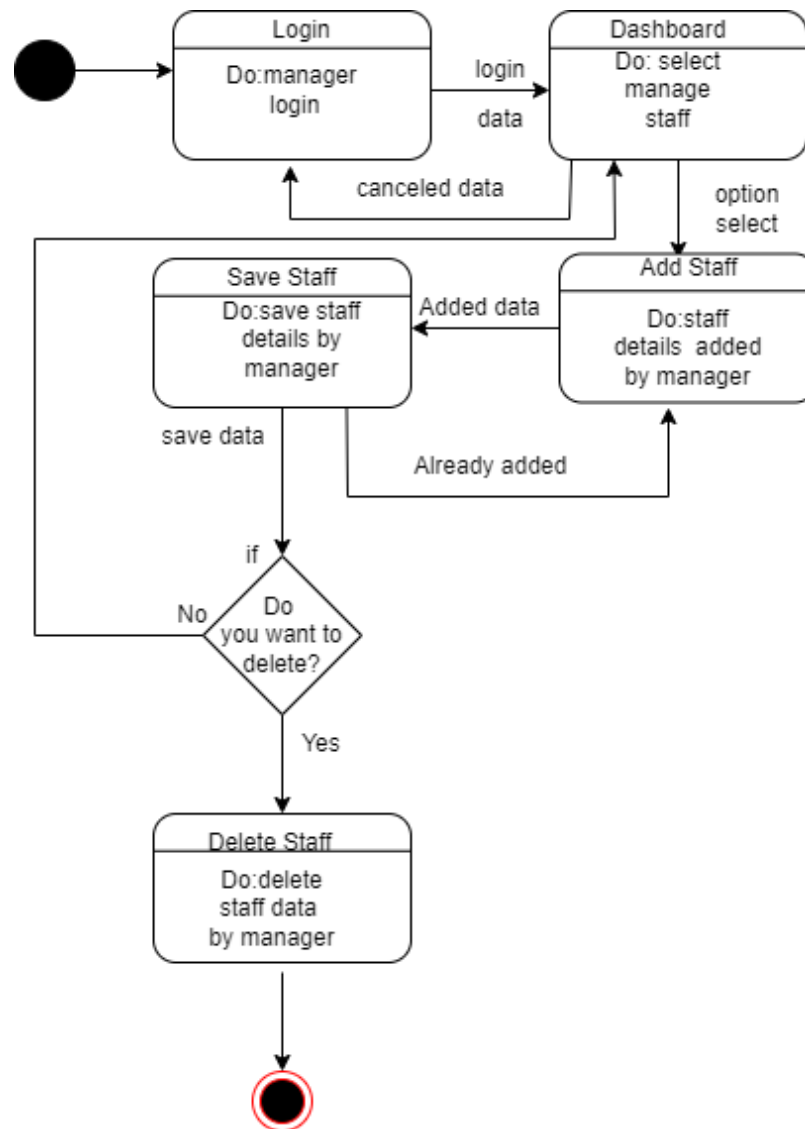 Login
Do:manager
login
login
data
Dashboard
Do: select
manage
staff
canceled data
option
select
Save Staff
Do:save staff
details by
manager
Added data
Add Staff
Do:staff
details  added
by manager
save data
Already added
if
No
Do
you want to
delete?
Yes
Delete Staff
Do:delete
staff data
by manager